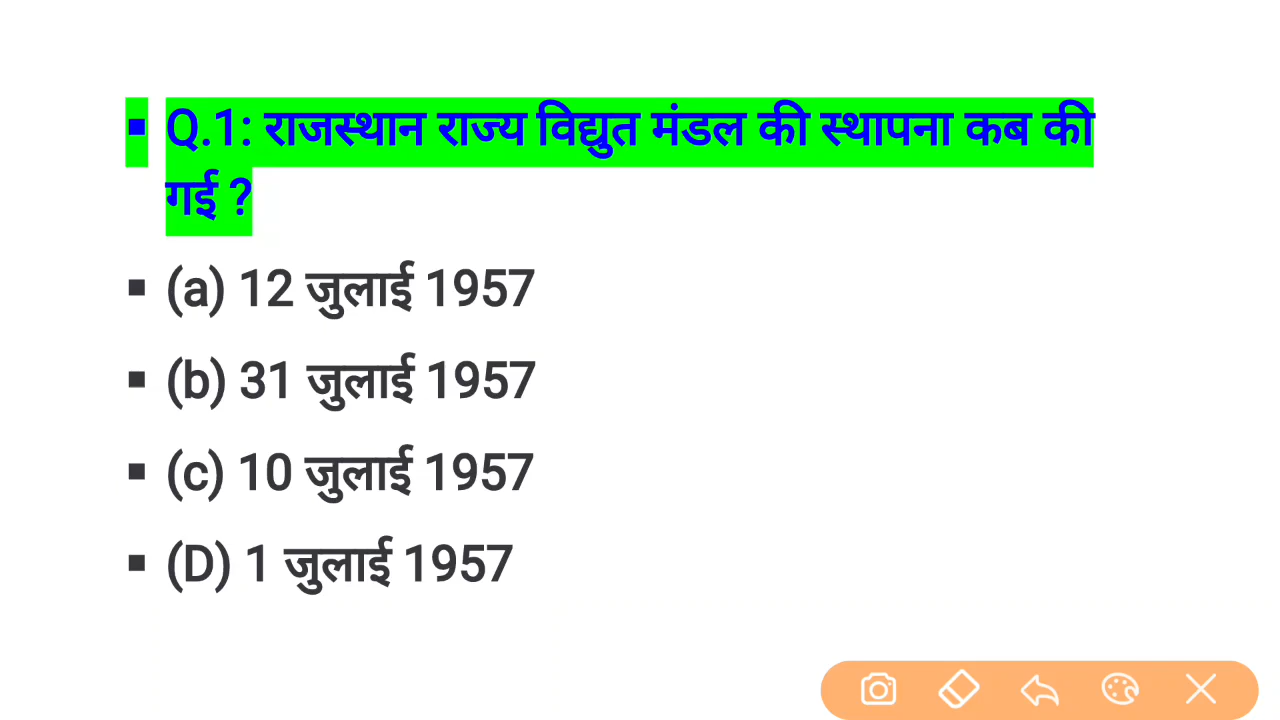 ▪ Q.1: राजस्थान राज्य विद्युत मंडल की स्थापना कब की
गई ?
▪ (a) 12 जुलाई 1957
▪ (b) 31 जुलाई 1957
▪ (c) 10 जुलाई 1957
▪ (D) 1 जुलाई 1957